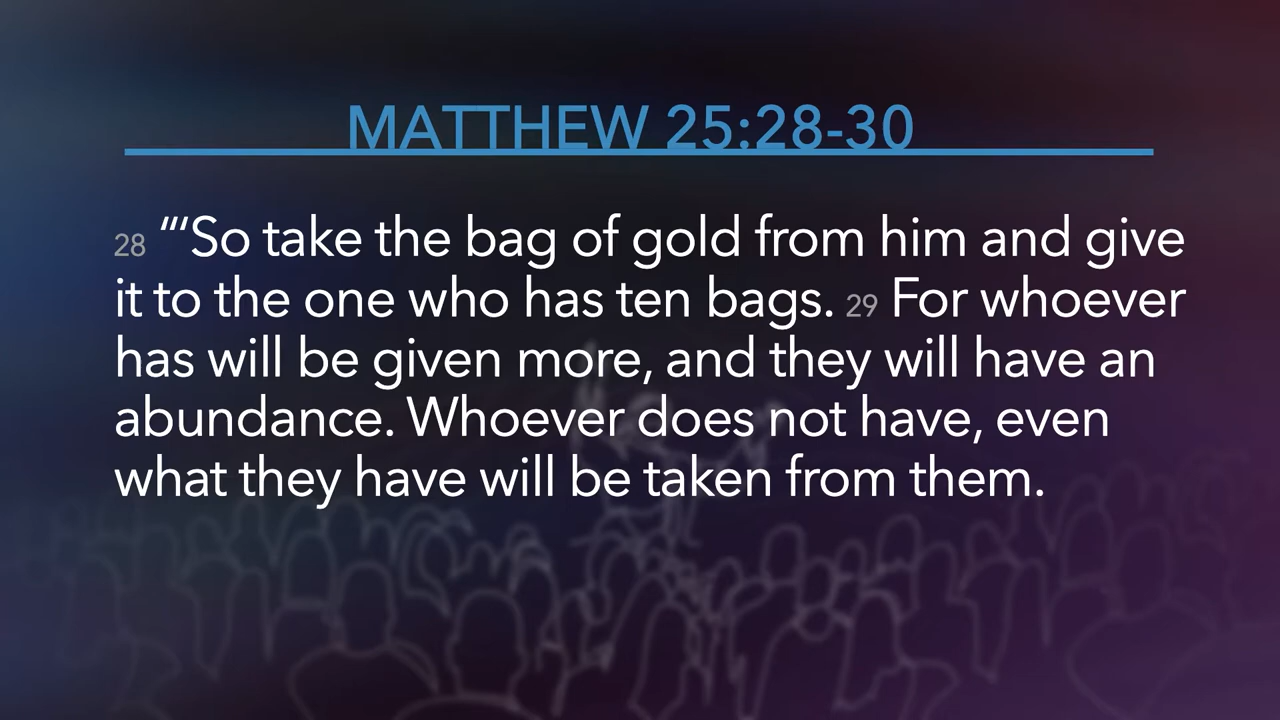 MATTHEW 25:28-30
28 “‘So take the bag of gold from him and give
it to the one who has ten bags. 29 For whoever
has will be given more, and they will have an
abundance. Whoever does not have, even
what they have will be taken from them.